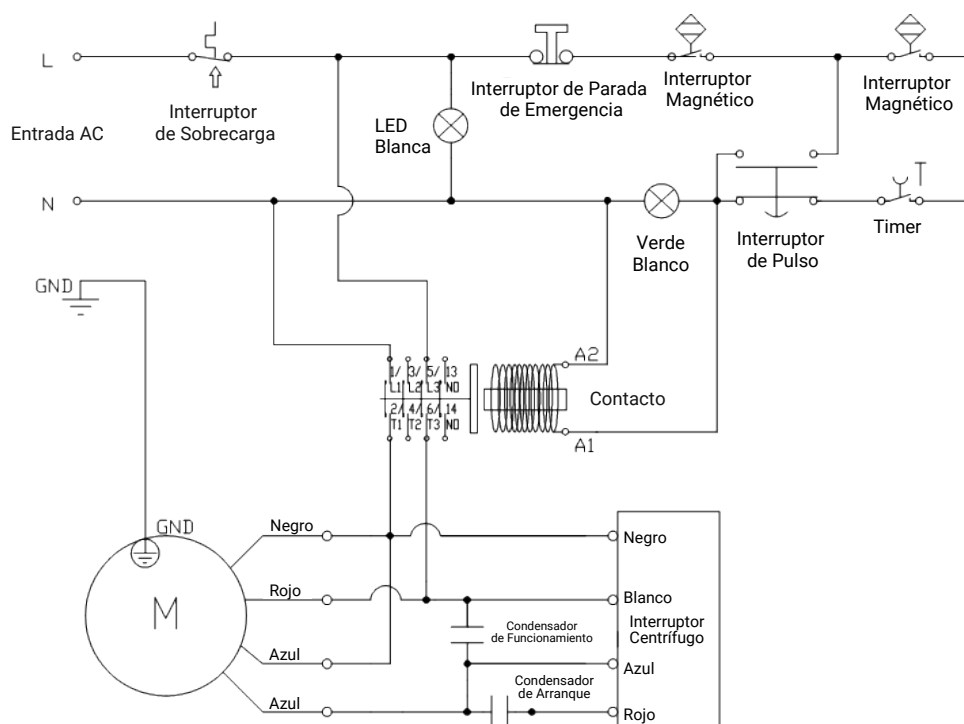 L
Interruptor
de Sobrecarga
Entrada AC
LED
Blanca
Interruptor de Parada
de Emergencia
Interruptor
Magnético
Interruptor
Magnético
N
Verde
Blanco
Interruptor
de Pulso
T
Timer
GND
1/ 3/ 5/ 13
L1 L2 L3 NO
2/ 4/ 6/ 14
T1 T2 T3 NO
A2
Contacto
A1
GND
M
Negro
Rojo
Azul
Azul
Condensador
de Funcionamiento
Condensador
de Arranque
Negro
Blanco
Interruptor
Centrífugo
Azul
Rojo